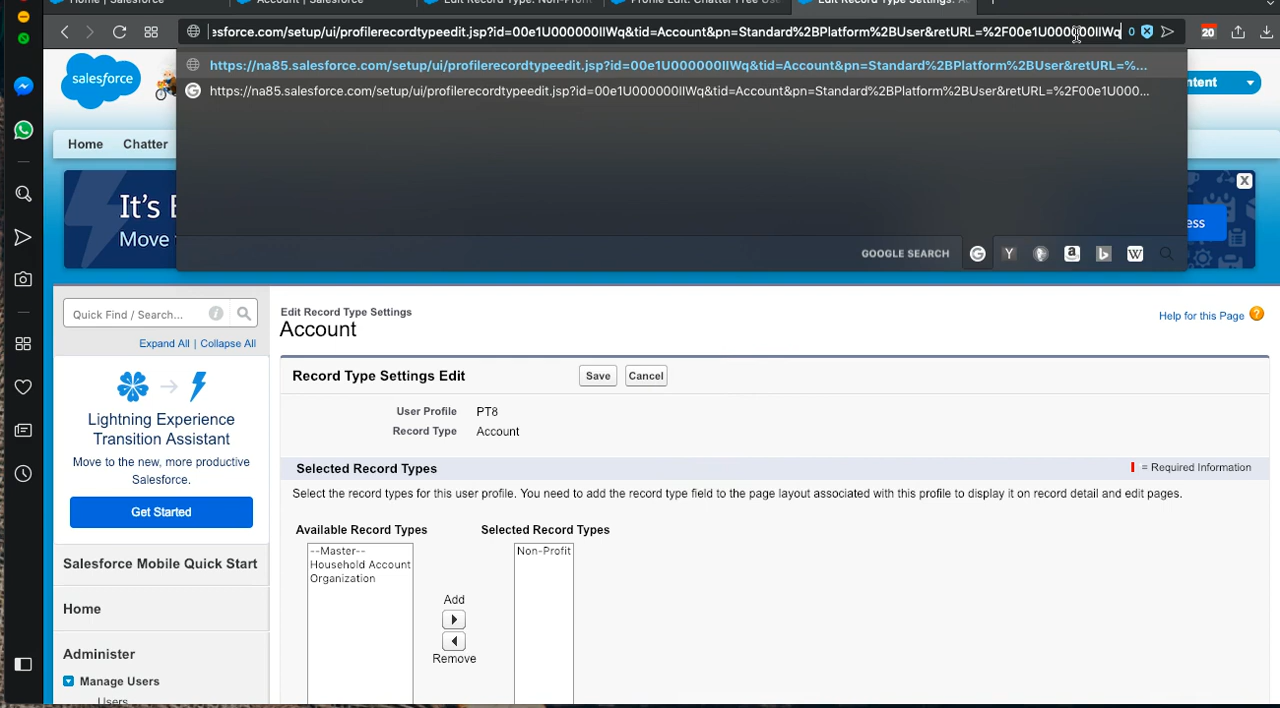 Home | Salesforce
Account | Salesforce
Edit Record Type: Non-Prof
Profile Edit: Chatter Free Us
Edit Record Type Settings: A
esforce.com/setup/ui/profilerecordtypeedit.jsp?id=00e1U000000IIWq&tid=Account&pn=Standard%2BPlatform%2BUser&retURL=%2F00e1U000000IIWq
0
20
https://na85.salesforce.com/setup/ui/profilerecordtypeedit.jsp?id=00e1U000000IIWq&tid=Account&pn=Standard%2BPlatform%2BUser&retURL=%...
https://na85.salesforce.com/setup/ui/profilerecordtypeedit.jsp?id=00e1U000000IIWq&tid=Account&pn=Standard%2BPlatform%2BUser&retURL=%2F00e1U000...
salesforce
ntent
Home
Chatter
It's
Move
X
ess
GOOGLE SEARCH
G
Y
a
b
W
Quick Find / Search...
Expand All | Collapse All
Lightning Experience
Transition Assistant
Move to the new, more productive
Salesforce.
Get Started
Salesforce Mobile Quick Start
Home
Administer
Manage Users
Users
Edit Record Type Settings
Account
Help for this Page ?
Record Type Settings Edit
Save
Cancel
User Profile PT8
Record Type Account
Selected Record Types
= Required Information
Select the record types for this user profile. You need to add the record type field to the page layout associated with this profile to display it on record detail and edit pages.
Available Record Types
Selected Record Types
--Master--
Household Account
Organization
Add
Remove
Non-Profit